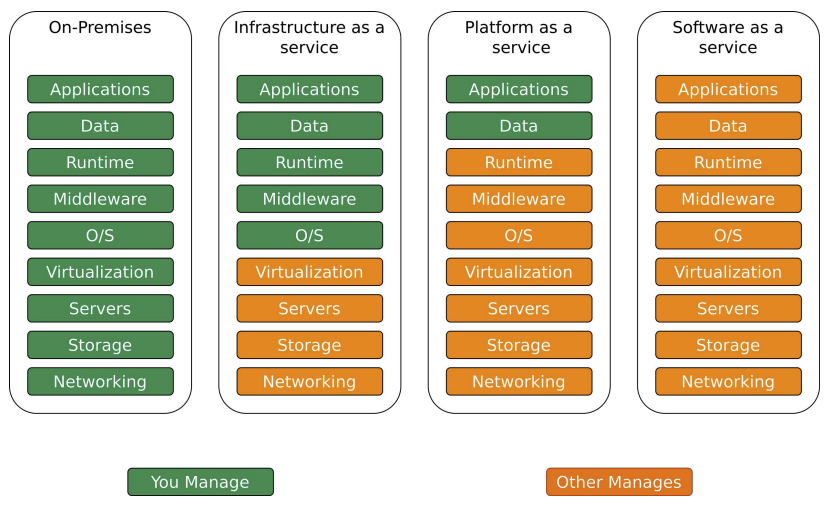 On-Premises
Applications
Data
Runtime
Middleware
O/S
Virtualization
Servers
Storage
Networking
Infrastructure as a
service
Applications
Data
Runtime
Middleware
O/S
Virtualization
Servers
Storage
Networking
Platform as a
service
Applications
Data
Runtime
Middleware
O/S
Virtualization
Servers
Storage
Networking
Software as a
service
Applications
Data
Runtime
Middleware
O/S
Virtualization
Servers
Storage
Networking
You Manage
Other Manages